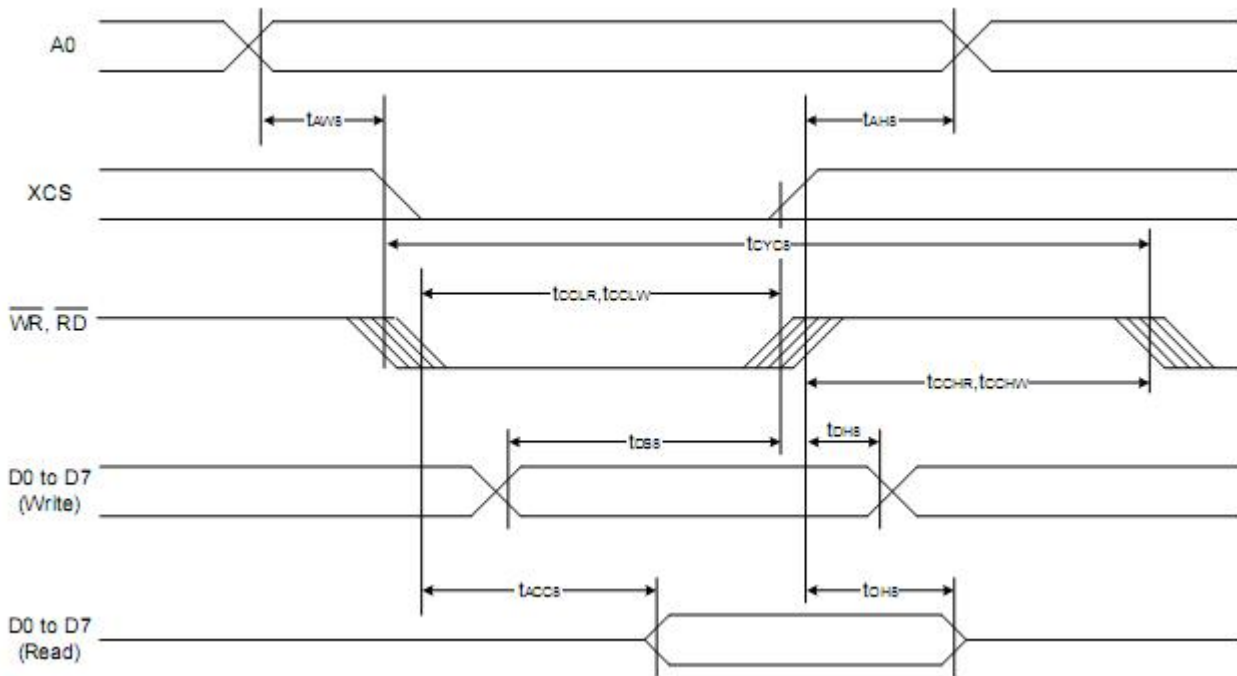 A0
tAW8
tAH8
XCS
tCYC8
tCCLR,tCCLW
WR, RD
tCCHR,tCCHW
tDS8
tDH8
D0 to D7
(Write)
tACC8
tOH8
D0 to D7
(Read)